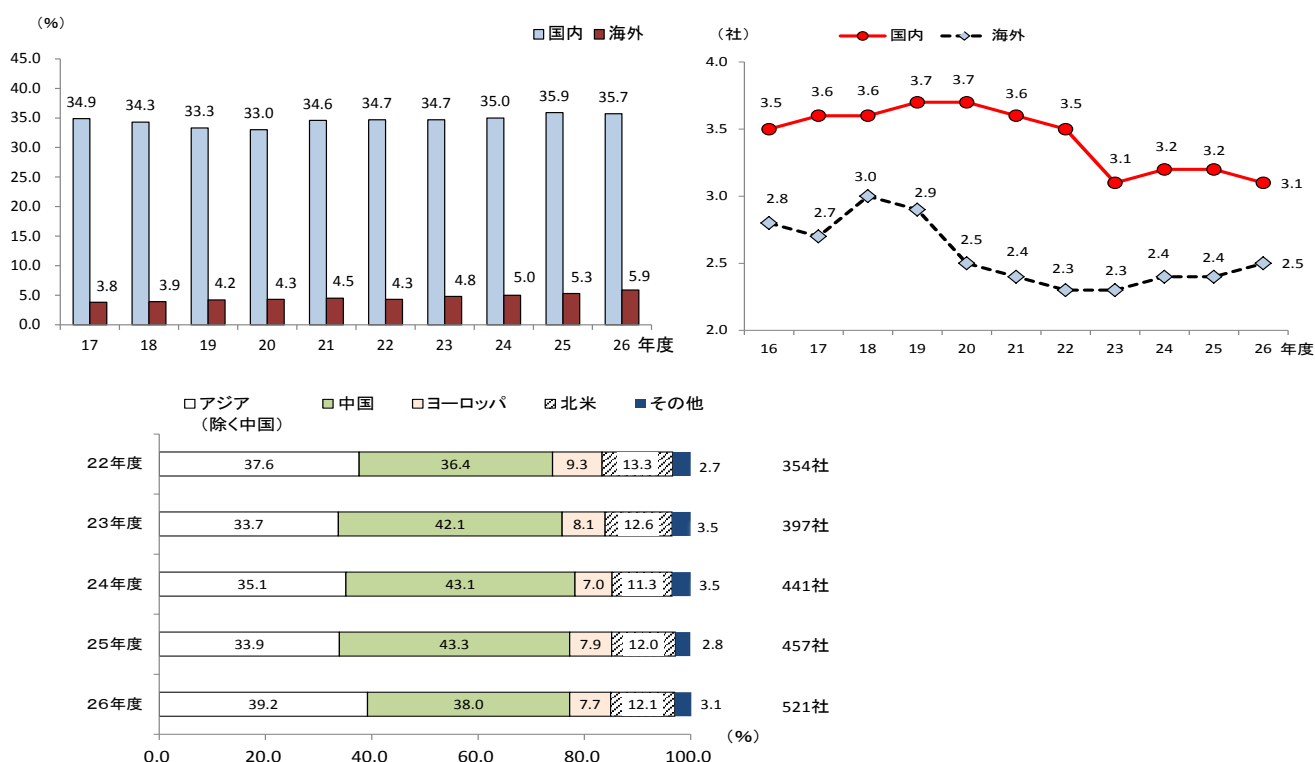 (%)
国内 海外
45.0
40.0
35.0
30.0
25.0
20.0
15.0
10.0
5.0
0.0
34.9 34.3 33.3 33.0 34.6 34.7 34.7 35.0 35.9 35.7
3.8 3.9 4.2 4.3 4.5 4.3 4.8 5.0 5.3 5.9
17 18 19 20 21 22 23 24 25 26 年度
(社)
国内 海外
4.0
3.5
3.0
2.5
2.0
3.5 3.6 3.6 3.7 3.7 3.6 3.5 3.1 3.2 3.2 3.1
2.8 2.7 3.0 2.9 2.5 2.4 2.3 2.3 2.4 2.4 2.5
16 17 18 19 20 21 22 23 24 25 26 年度
アジア 中国 ヨーロッパ 北米 その他
(除く中国)
22年度 37.6 36.4 9.3 13.3 2.7 354社
23年度 33.7 42.1 8.1 12.6 3.5 397社
24年度 35.1 43.1 7.0 11.3 3.5 441社
25年度 33.9 43.3 7.9 12.0 2.8 457社
26年度 39.2 38.0 7.7 12.1 3.1 521社
(%)
0.0 20.0 40.0 60.0 80.0 100.0